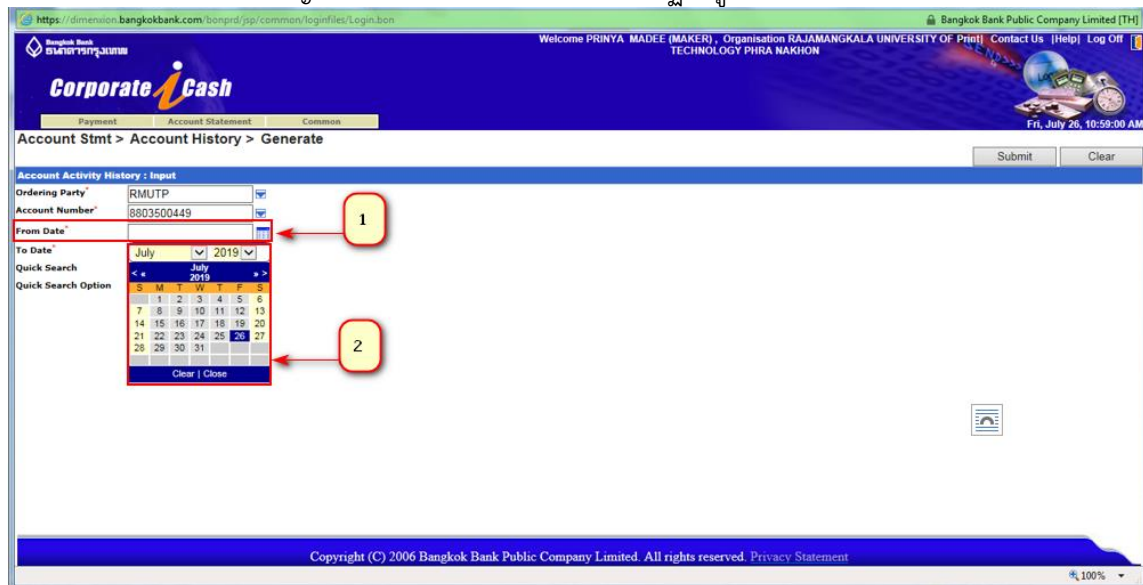 https://dimension.bangkokbank.com/bonprd/jsp/common/loginfiles/Login.bon
Bangkok Bank Public Company Limited [TH]
Bangkok Bank
ธนาคารกรุงเทพ
Welcome PRINYA MADEE (MAKER) , Organisation RAJAMANGKALA UNIVERSITY OF
TECHNOLOGY PHRA NAKHON
Print| Contact Us |Help| Log Off
Corporate iCash
Payment Account Statement Common
Fri, July 26, 10:59:00 AM
Account Stmt > Account History > Generate
Submit Clear
Account Activity History : Input
Ordering Party* RMUTP
Account Number* 8803500449
From Date*
1
To Date*
Quick Search
Quick Search Option
July 2019
< « July 2019 » >
S M T W T F S
1 2 3 4 5 6
7 8 9 10 11 12 13
14 15 16 17 18 19 20
21 22 23 24 25 26 27
28 29 30 31
Clear | Close
2
Copyright (C) 2006 Bangkok Bank Public Company Limited. All rights reserved. Privacy Statement
100%